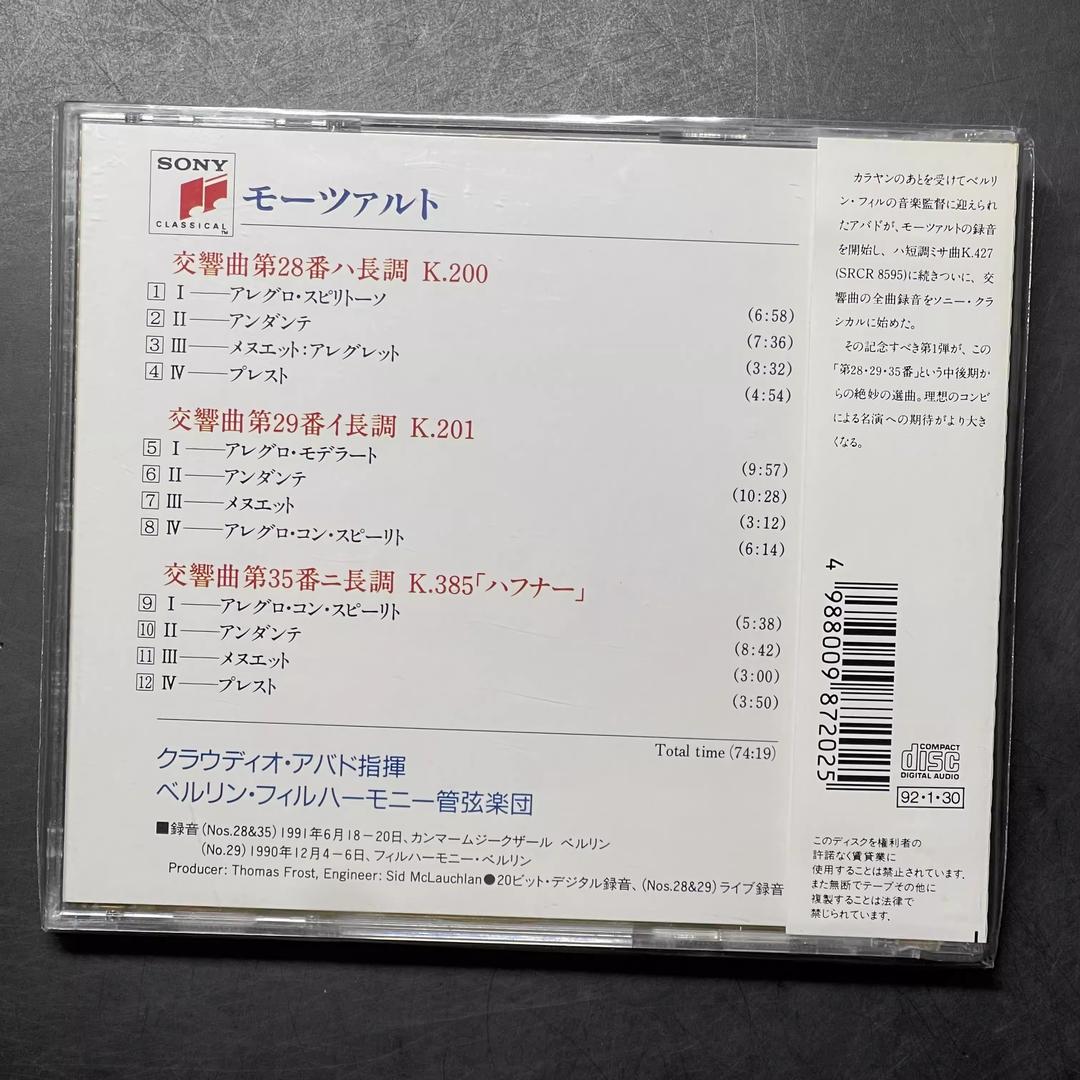 SONY
CLASSICAL
TM
モーツァルト
交響曲第28番ハ長調 K.200
1 I——アレグロ・スピリトーソ (6:58)
2 II——アンダンテ (7:36)
3 III——メヌエット:アレグレット (3:32)
4 IV——プレスト (4:54)
交響曲第29番イ長調 K.201
5 I——アレグロ・モデラート (9:57)
6 II——アンダンテ (10:28)
7 III——メヌエット (3:12)
8 IV——アレグロ・コン・スピーリト (6:14)
交響曲第35番ニ長調 K.385「ハフナー」
9 I——アレグロ・コン・スピーリト (5:38)
10 II——アンダンテ (8:42)
11 III——メヌエット (3:00)
12 IV——プレスト (3:50)
Total time (74:19)
クラウディオ・アバド指揮
ベルリン・フィルハーモニー管弦楽団
■録音(Nos.28&35)1991年6月18-20日、カンマームジークザール ベルリン
(No.29)1990年12月4-6日、フィルハーモニー・ベルリン
Producer: Thomas Frost, Engineer: Sid McLauchlan●20ビット・デジタル録音、(Nos.28&29)ライブ録音
カラヤンのあとを受けてベルリ
ン・フィルの音楽監督に迎えられ
たアバドが、モーツァルトの録音
を開始し、ハ短調ミサ曲K.427
(SRCR 8595)に続きついに、交
響曲の全曲録音をソニー・クラ
シカルに始めた。
その記念すべき第1弾が、この
「第28・29・35番」という中後期か
らの絶妙の選曲。理想のコンビ
による名演への期待がより大き
くなる。
4 988009 872025
COMPACT
disc
DIGITAL AUDIO
92・1・30
このディスクを権利者の
許諾なく賃貸業に
使用することは禁止されています。
また無断でテープその他に
複製することは法律で
禁じられています。